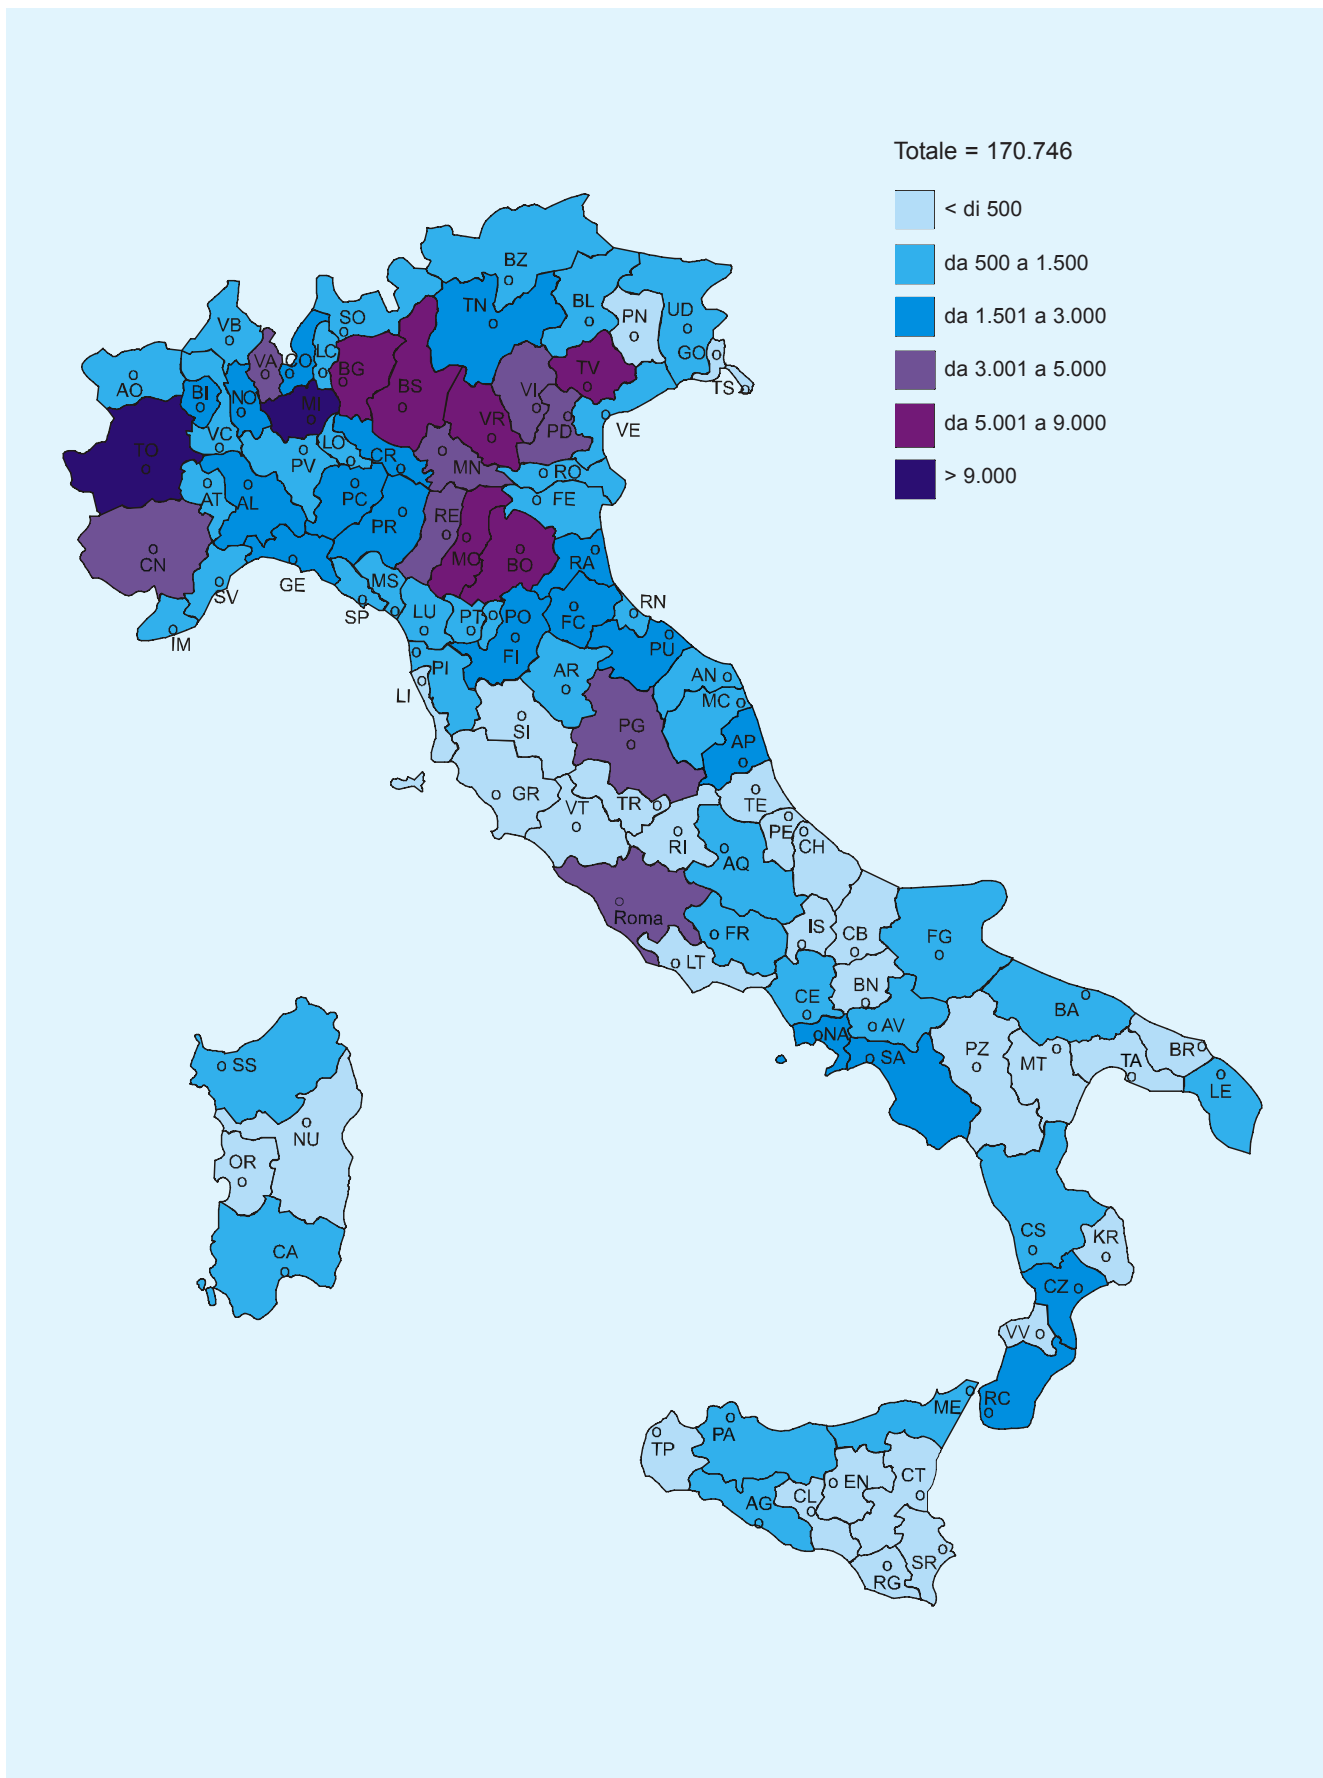 Totale = 170.746
< di 500
da 500 a 1.500
da 1.501 a 3.000
da 3.001 a 5.000
da 5.001 a 9.000
> 9.000
BZ
TN
BL
PN
UD
GO
TS
SO
VB
VA
CO
LC
BG
BS
TV
VI
AO
BI
NO
MI
VR
PD
VE
TO
VC
LO
CR
PV
MN
RO
AT
AL
PC
PR
RE
FE
CN
MO
BO
RA
SV
GE
MS
SP
IM
LU
PT
PO
FC
RN
PU
FI
PI
AR
AN
LI
MC
SI
PG
AP
GR
VT
TR
TE
PE
RI
CH
AQ
Roma
FR
IS
CB
FG
LT
CE
BN
BA
NA
AV
SA
PZ
MT
TA
BR
LE
SS
NU
OR
CA
CS
KR
CZ
VV
RC
ME
PA
TP
AG
CL
EN
CT
SR
RG